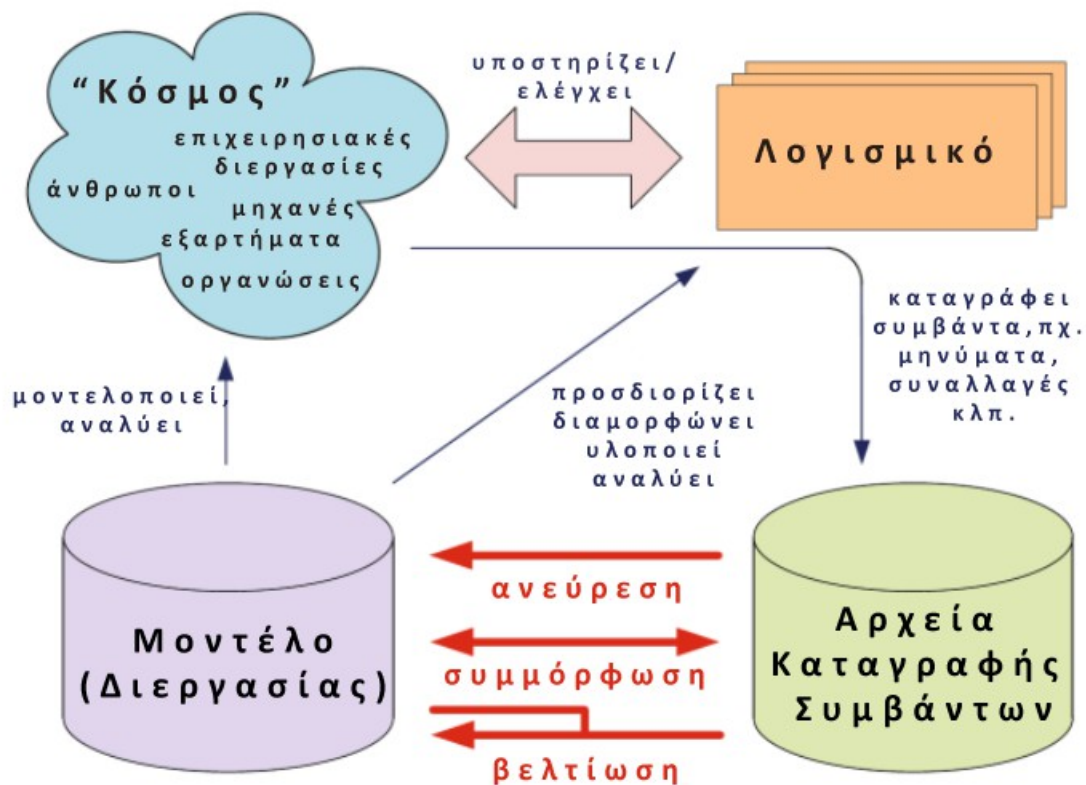 “Κόσμος”
επιχειρησιακές
διεργασίες
άνθρωποι
μηχανές
εξαρτήματα
οργανώσεις
υποστηρίζει/
ελέγχει
Λογισμικό
καταγράφει
συμβάντα, πχ.
μηνύματα,
συναλλαγές
κλπ.
μοντελοποιεί,
αναλύει
προσδιορίζει
διαμορφώνει
υλοποιεί
αναλύει
Μοντέλο
(Διεργασίας)
ανεύρεση
συμμόρφωση
βελτίωση
Αρχεία
Καταγραφής
Συμβάντων